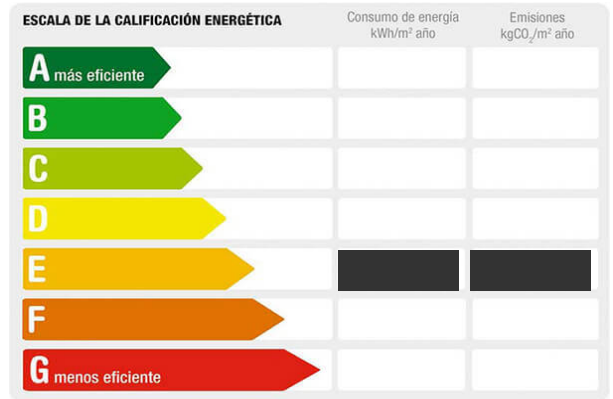 ESCALA DE LA CALIFICACIÓN ENERGÉTICA
Consumo de energía
kWh/m² año
Emisiones
kgCO₂/m² año
A más eficiente
B
C
D
E
F
G menos eficiente